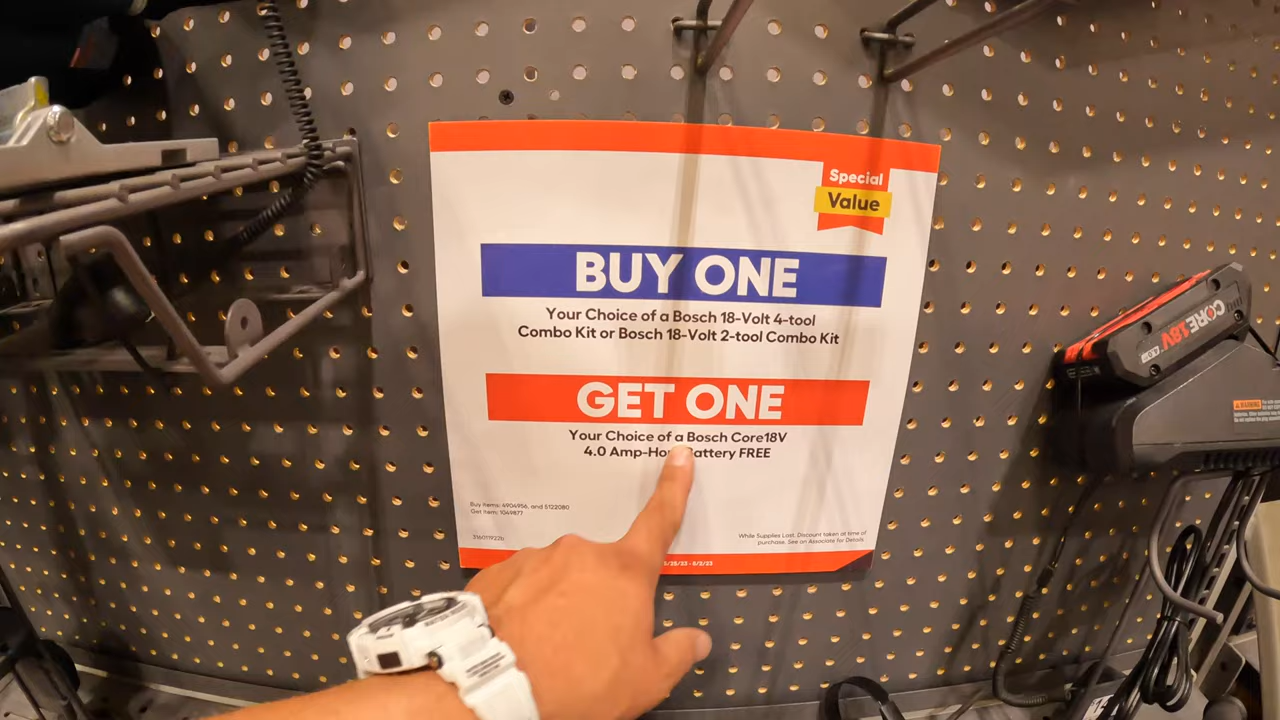 Special
Value
BUY ONE
Your Choice of a Bosch 18-Volt 4-tool
Combo Kit or Bosch 18-Volt 2-tool Combo Kit
GET ONE
Your Choice of a Bosch Core18V
4.0 Amp-Hour Battery FREE
Buy Items: 4904956, and 5122080
Get Item: 1049877
While Supplies Last. Discount taken at time of
purchase. See an Associate for Details.
CORE18V
WARNING